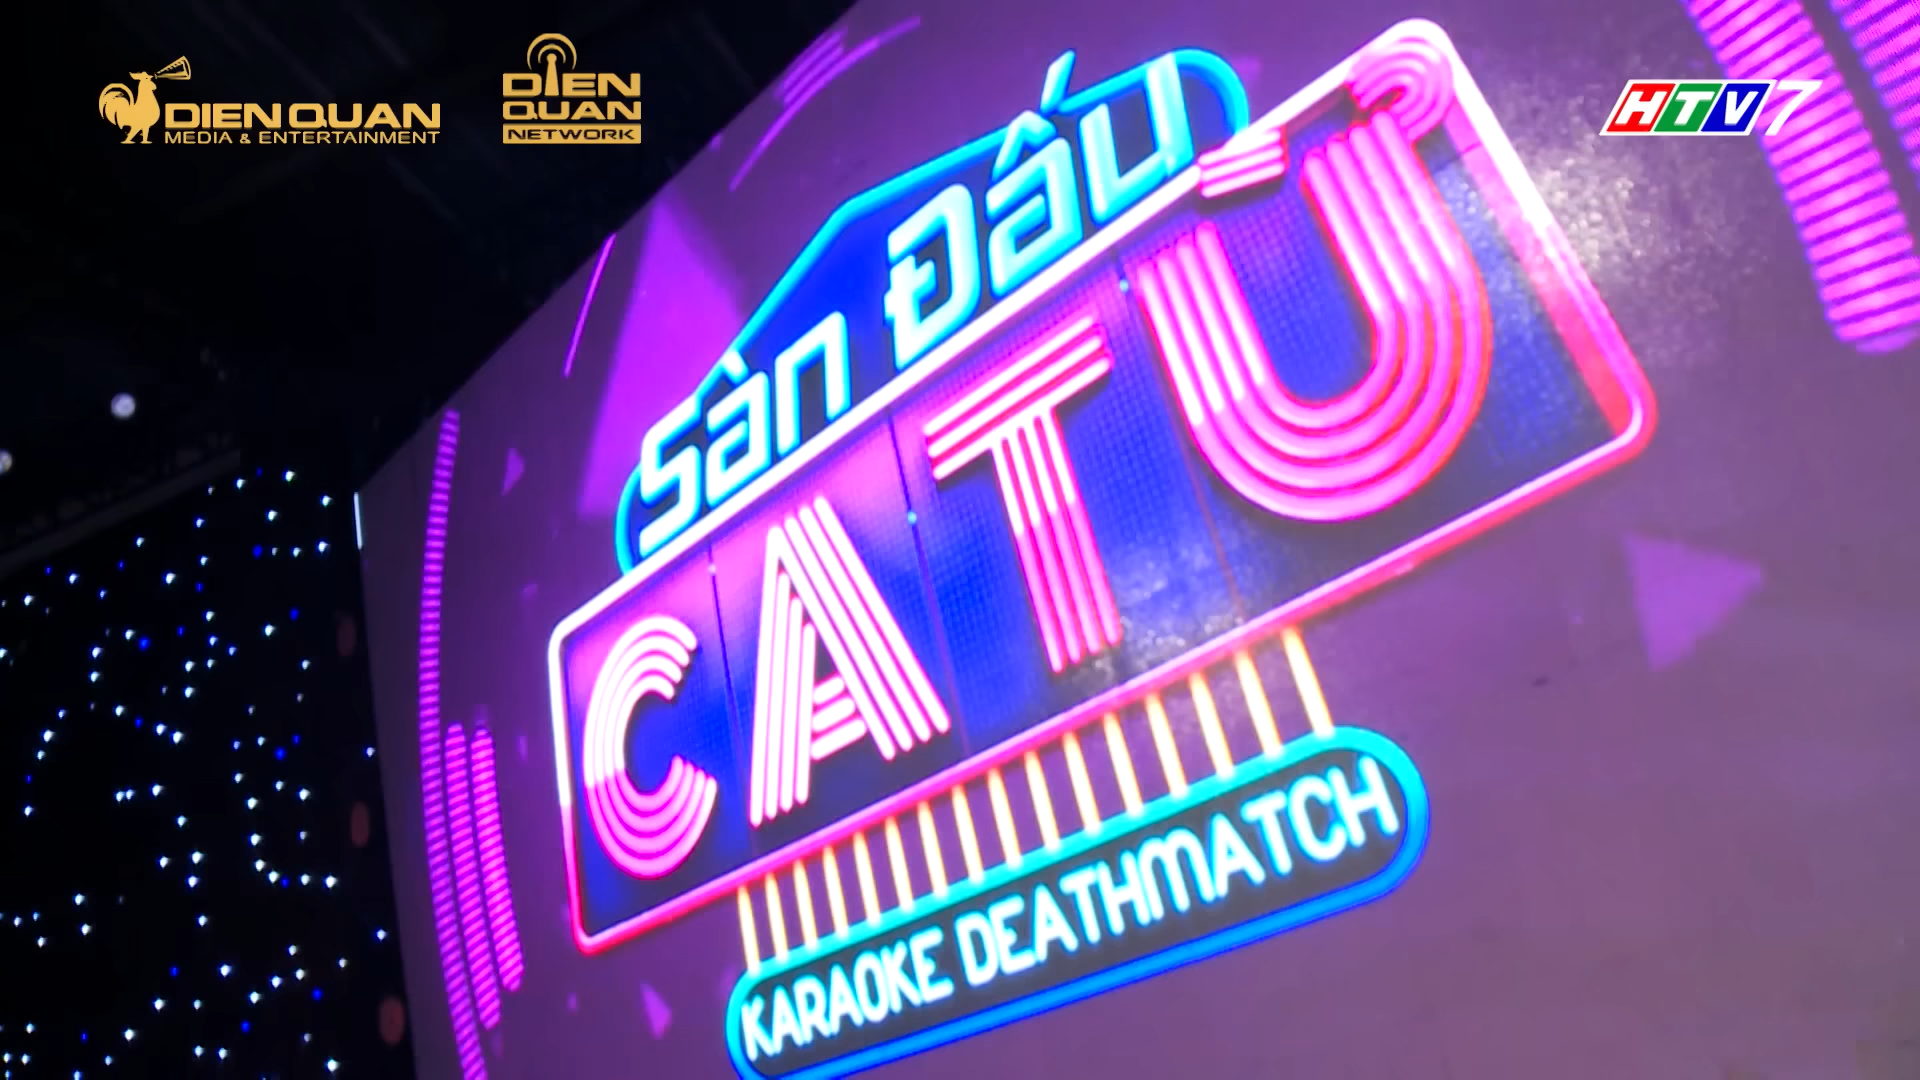 DIEN QUAN
MEDIA & ENTERTAINMENT
DIEN
QUAN
NETWORK
HTV7
Sàn Đấu
CA TỪ
KARAOKE DEATHMATCH